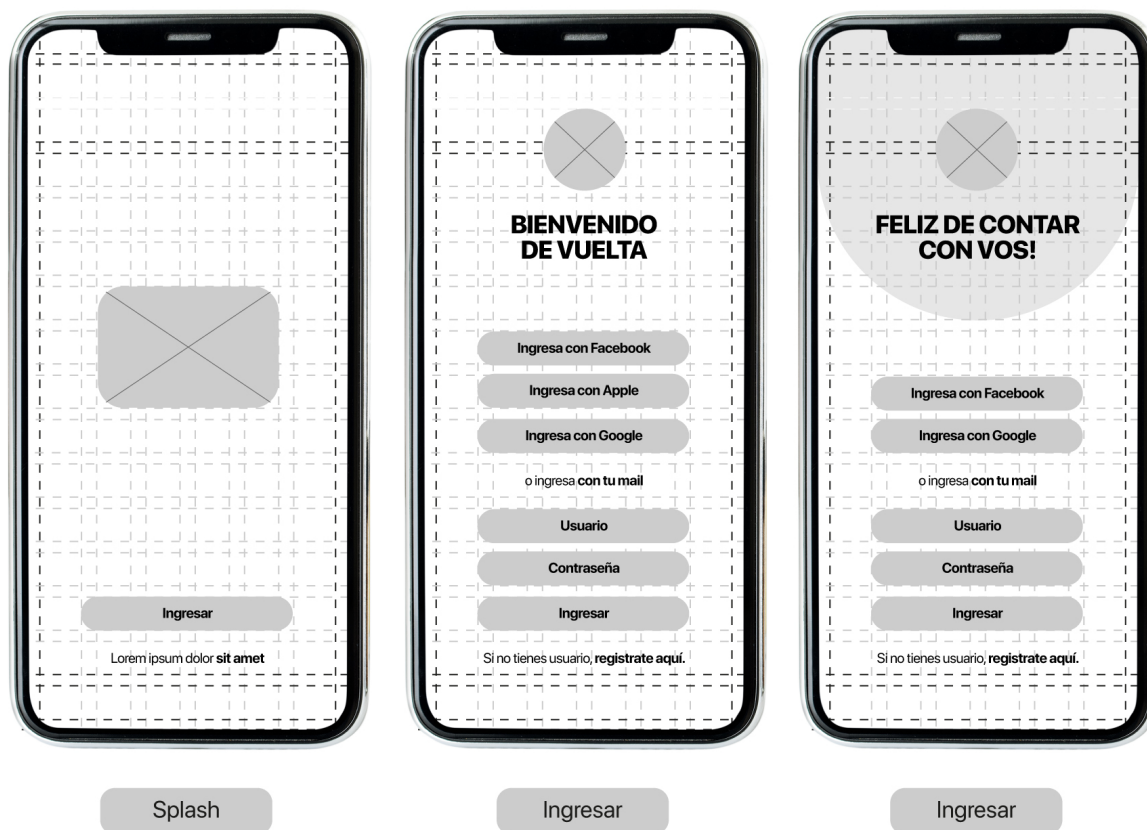 Ingresar
Lorem ipsum dolor sit amet
Splash
BIENVENIDO
DE VUELTA
Ingresa con Facebook
Ingresa con Apple
Ingresa con Google
o ingresa con tu mail
Usuario
Contraseña
Ingresar
Si no tienes usuario, registrate aquí.
Ingresar
FELIZ DE CONTAR
CON VOS!
Ingresa con Facebook
Ingresa con Google
o ingresa con tu mail
Usuario
Contraseña
Ingresar
Si no tienes usuario, registrate aquí.
Ingresar